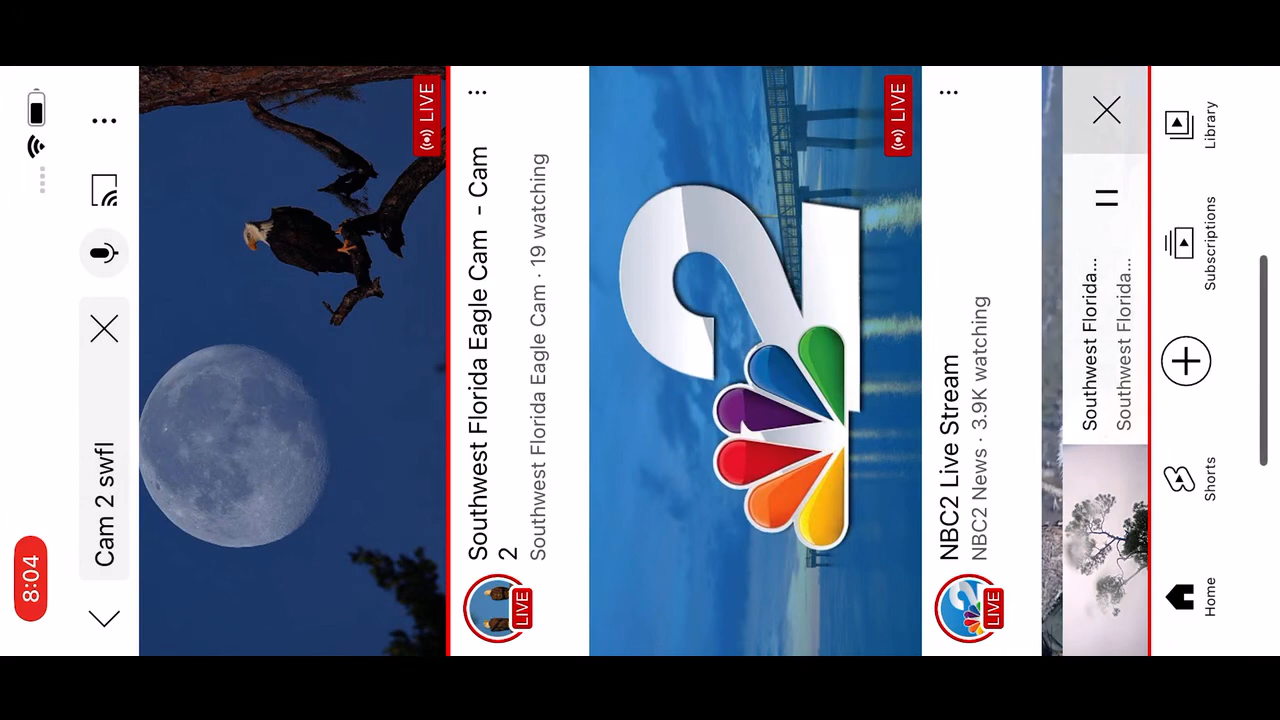 8:04
Cam 2 swfl
LIVE
Southwest Florida Eagle Cam - Cam
2
Southwest Florida Eagle Cam · 19 watching
LIVE
2
LIVE
NBC2 Live Stream
NBC2 News · 3.9K watching
LIVE
Southwest Florida...
Southwest Florida...
Home
Shorts
Subscriptions
Library